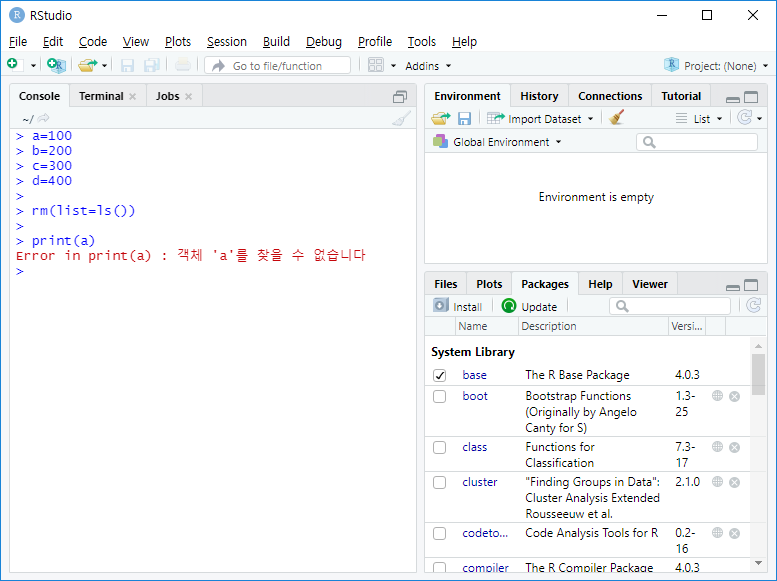 RStudio
File Edit Code View Plots Session Build Debug Profile Tools Help
Go to file/function Addins Project: (None)
Console Terminal Jobs
~/
> a=100
> b=200
> c=300
> d=400
>
> rm(list=ls())
>
> print(a)
Error in print(a) : 객체 'a'를 찾을 수 없습니다
>
Environment History Connections Tutorial
Import Dataset List
Global Environment
Environment is empty
Files Plots Packages Help Viewer
Install Update
Name Description Versi...
System Library
base The R Base Package 4.0.3
boot Bootstrap Functions 1.3-
(Originally by Angelo 25
Canty for S)
class Functions for 7.3-
Classification 17
cluster "Finding Groups in Data": 2.1.0
Cluster Analysis Extended
Rousseeuw et al.
codeto... Code Analysis Tools for R 0.2-
16
compiler The R Compiler Package 4.0.3